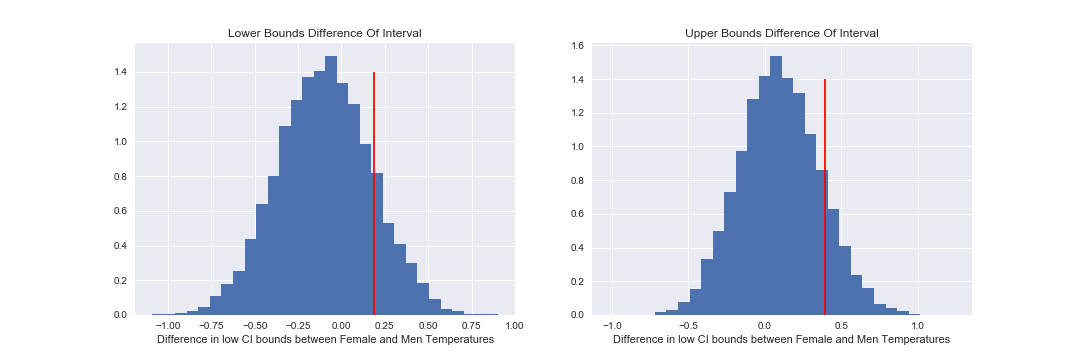 Lower Bounds Difference Of Interval
1.4
1.2
1.0
0.8
0.6
0.4
0.2
0.0
−1.00 −0.75 −0.50 −0.25 0.00 0.25 0.50 0.75 1.00
Difference in low CI bounds between Female and Men Temperatures
Upper Bounds Difference Of Interval
1.6
1.4
1.2
1.0
0.8
0.6
0.4
0.2
0.0
−1.0 −0.5 0.0 0.5 1.0
Difference in low CI bounds between Female and Men Temperatures